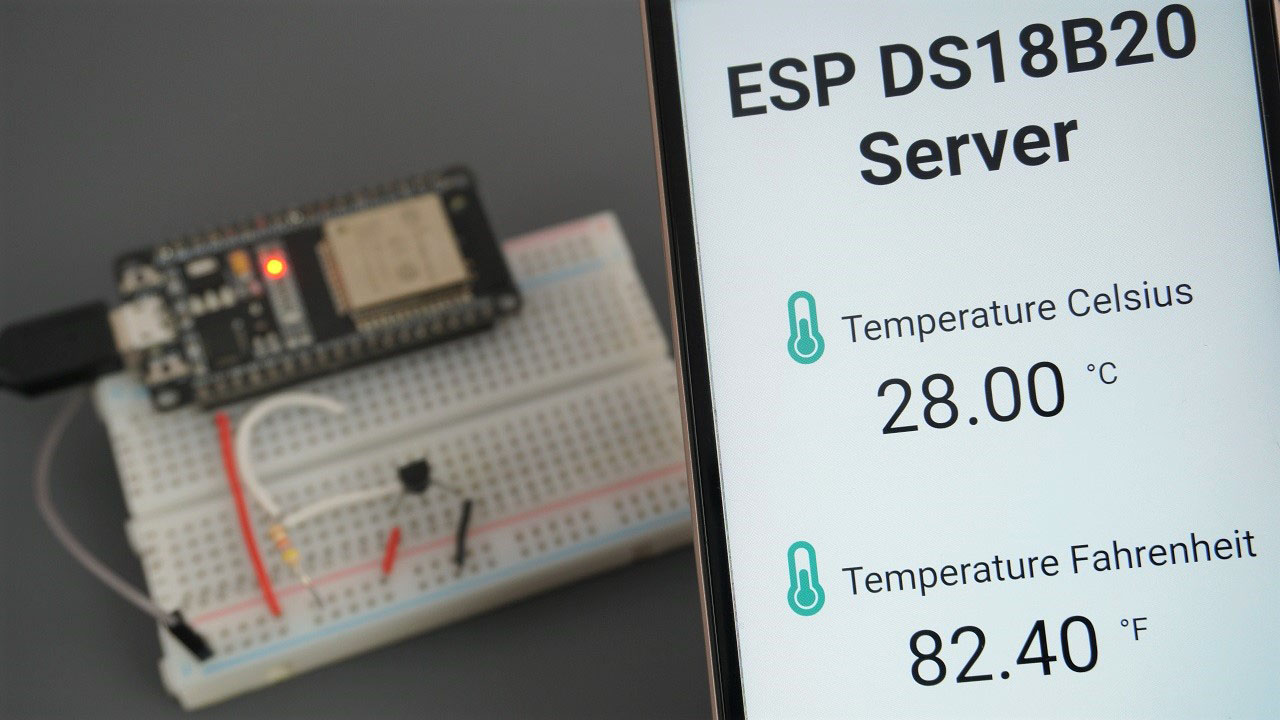 ESP DS18B20
Server
Temperature Celsius
28.00 °C
Temperature Fahrenheit
82.40 °F